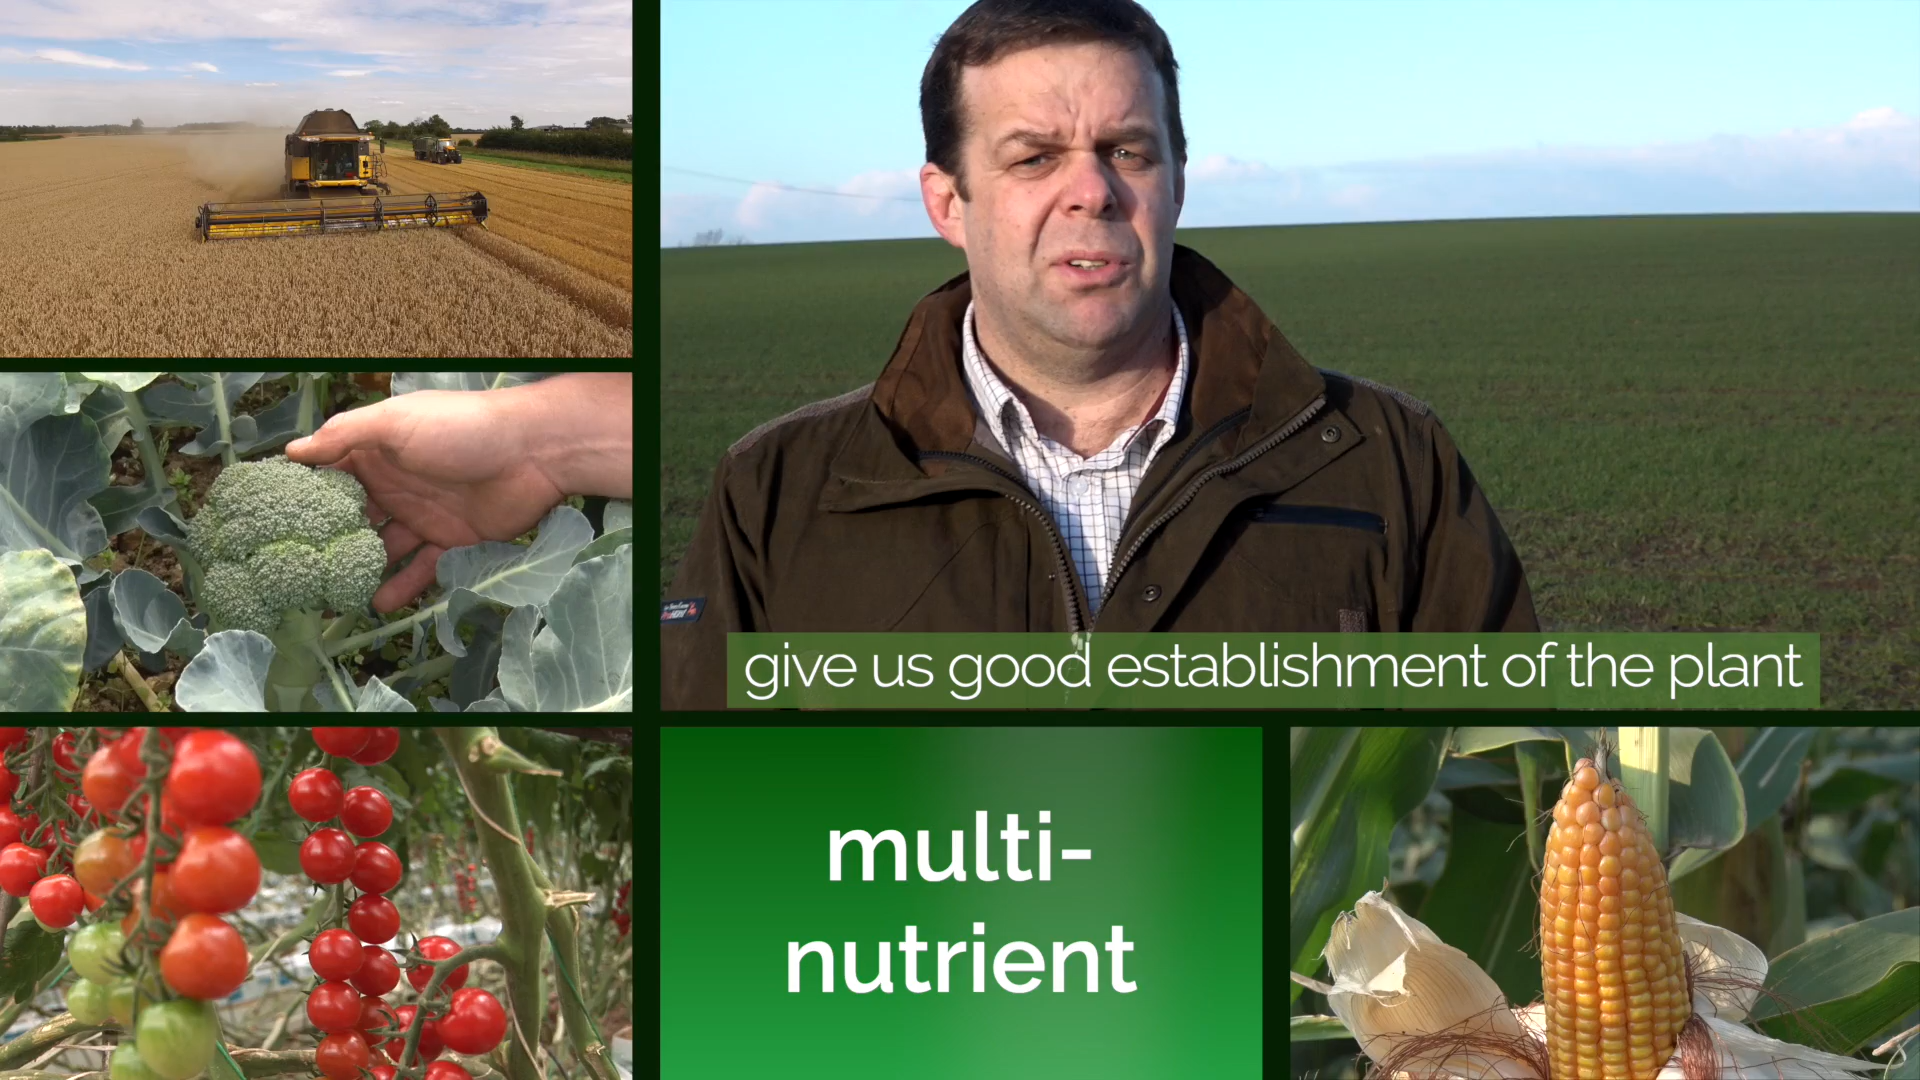 give us good establishment of the plant
multi-
nutrient